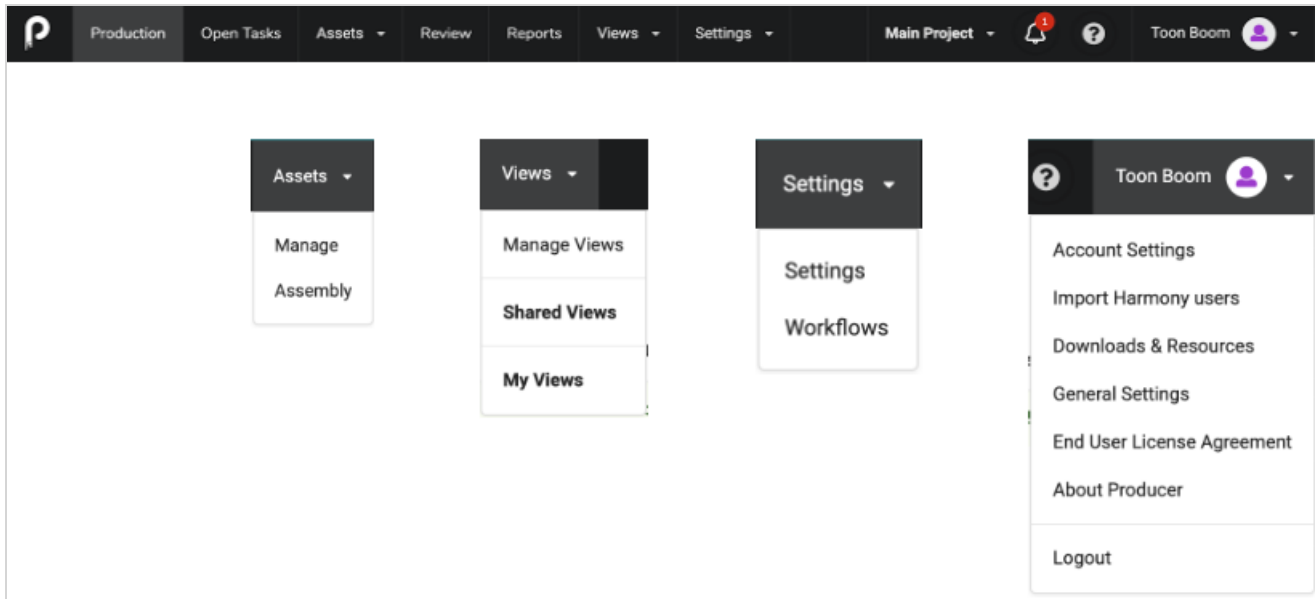 Production Open Tasks Assets Review Reports Views Settings Main Project 1 Toon Boom
Assets
Manage
Assembly
Views
Manage Views
Shared Views
My Views
Settings
Settings
Workflows
Toon Boom
Account Settings
Import Harmony users
Downloads & Resources
General Settings
End User License Agreement
About Producer
Logout